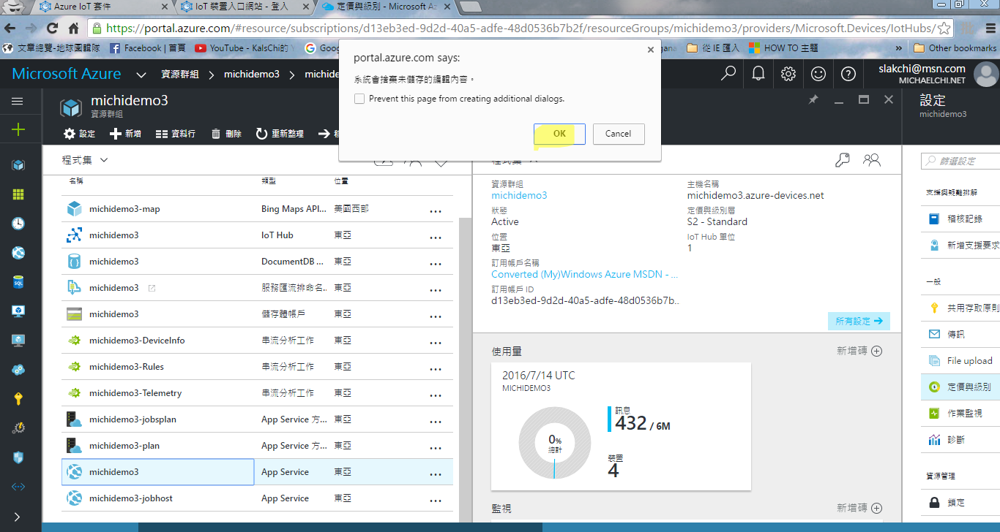 Azure IoT 套件
IoT 裝置入口網站 - 登入
定價與級別 - Microsoft Az
https://portal.azure.com/#resource/subscriptions/d13eb3ed-9d2d-40a5-adfe-48d0536b7b2f/resourceGroups/michidemo3/providers/Microsoft.Devices/IotHubs/
文章總覽-地球圖輯隊
Facebook | 首頁
YouTube - KalsChi的
Goo
gana
從 IE 匯入
HOW TO 主題
»
Other bookmarks
portal.azure.com says:
系統會捨棄未儲存的編輯內容。
Prevent this page from creating additional dialogs.
OK
Cancel
Microsoft Azure
資源群組
michidemo3
michide
slakchi@msn.com
MICHAELCHI.NET
michidemo3
資源群組
設定
新增
資料行
刪除
重新整理
程式集
名稱 類型 位置
michidemo3-map Bing Maps API... 美國西部 ...
michidemo3 IoT Hub 東亞 ...
michidemo3 DocumentDB ... 東亞 ...
michidemo3 服務匯流排命名... 東亞 ...
michidemo3 儲存體帳戶 東亞 ...
michidemo3-DeviceInfo 串流分析工作 東亞 ...
michidemo3-Rules 串流分析工作 東亞 ...
michidemo3-Telemetry 串流分析工作 東亞 ...
michidemo3-jobsplan App Service 方... 東亞 ...
michidemo3-plan App Service 方... 東亞 ...
michidemo3 App Service 東亞 ...
michidemo3-jobhost App Service 東亞 ...
程式集
資源群組
michidemo3
狀態
Active
位置
東亞
訂用帳戶名稱
Converted (My)Windows Azure MSDN - ...
訂用帳戶 ID
d13eb3ed-9d2d-40a5-adfe-48d0536b7b...
主機名稱
michidemo3.azure-devices.net
定價與級別層
S2 - Standard
IoT Hub 單位
1
所有設定
使用量
新增磚
2016/7/14 UTC
MICHIDEMO3
0%
總計
訊息
432 / 6M
裝置
4
監視
新增磚
設定
michidemo3
篩選設定
支援與疑難排解
稽核記錄
新增支援要求
一般
共用存取原則
傳訊
File upload
定價與級別
作業監視
診斷
資源管理
鎖定